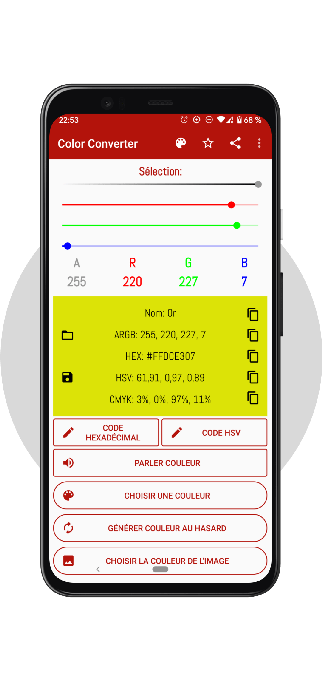 22:53
68 %
Color Converter
Sélection:
A R G B
255 220 227 7
Nom: Or
ARGB: 255, 220, 227, 7
HEX: #FFDCE307
HSV: 61,91, 0,97, 0,89
CMYK: 3%, 0%, 97%, 11%
CODE
HEXADÉCIMAL
CODE HSV
PARLER COULEUR
CHOISIR UNE COULEUR
GÉNÉRER COULEUR AU HASARD
CHOISIR LA COULEUR DE L'IMAGE